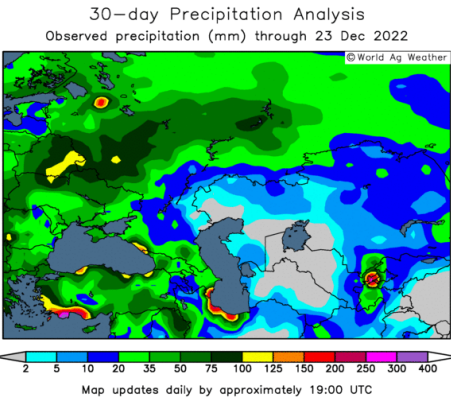 30-day Precipitation Analysis
Observed precipitation (mm) through 23 Dec 2022
©World Ag Weather
2 5 10 20 35 50 75 100 125 150 200 250 300 400
Map updates daily by approximately 19:00 UTC